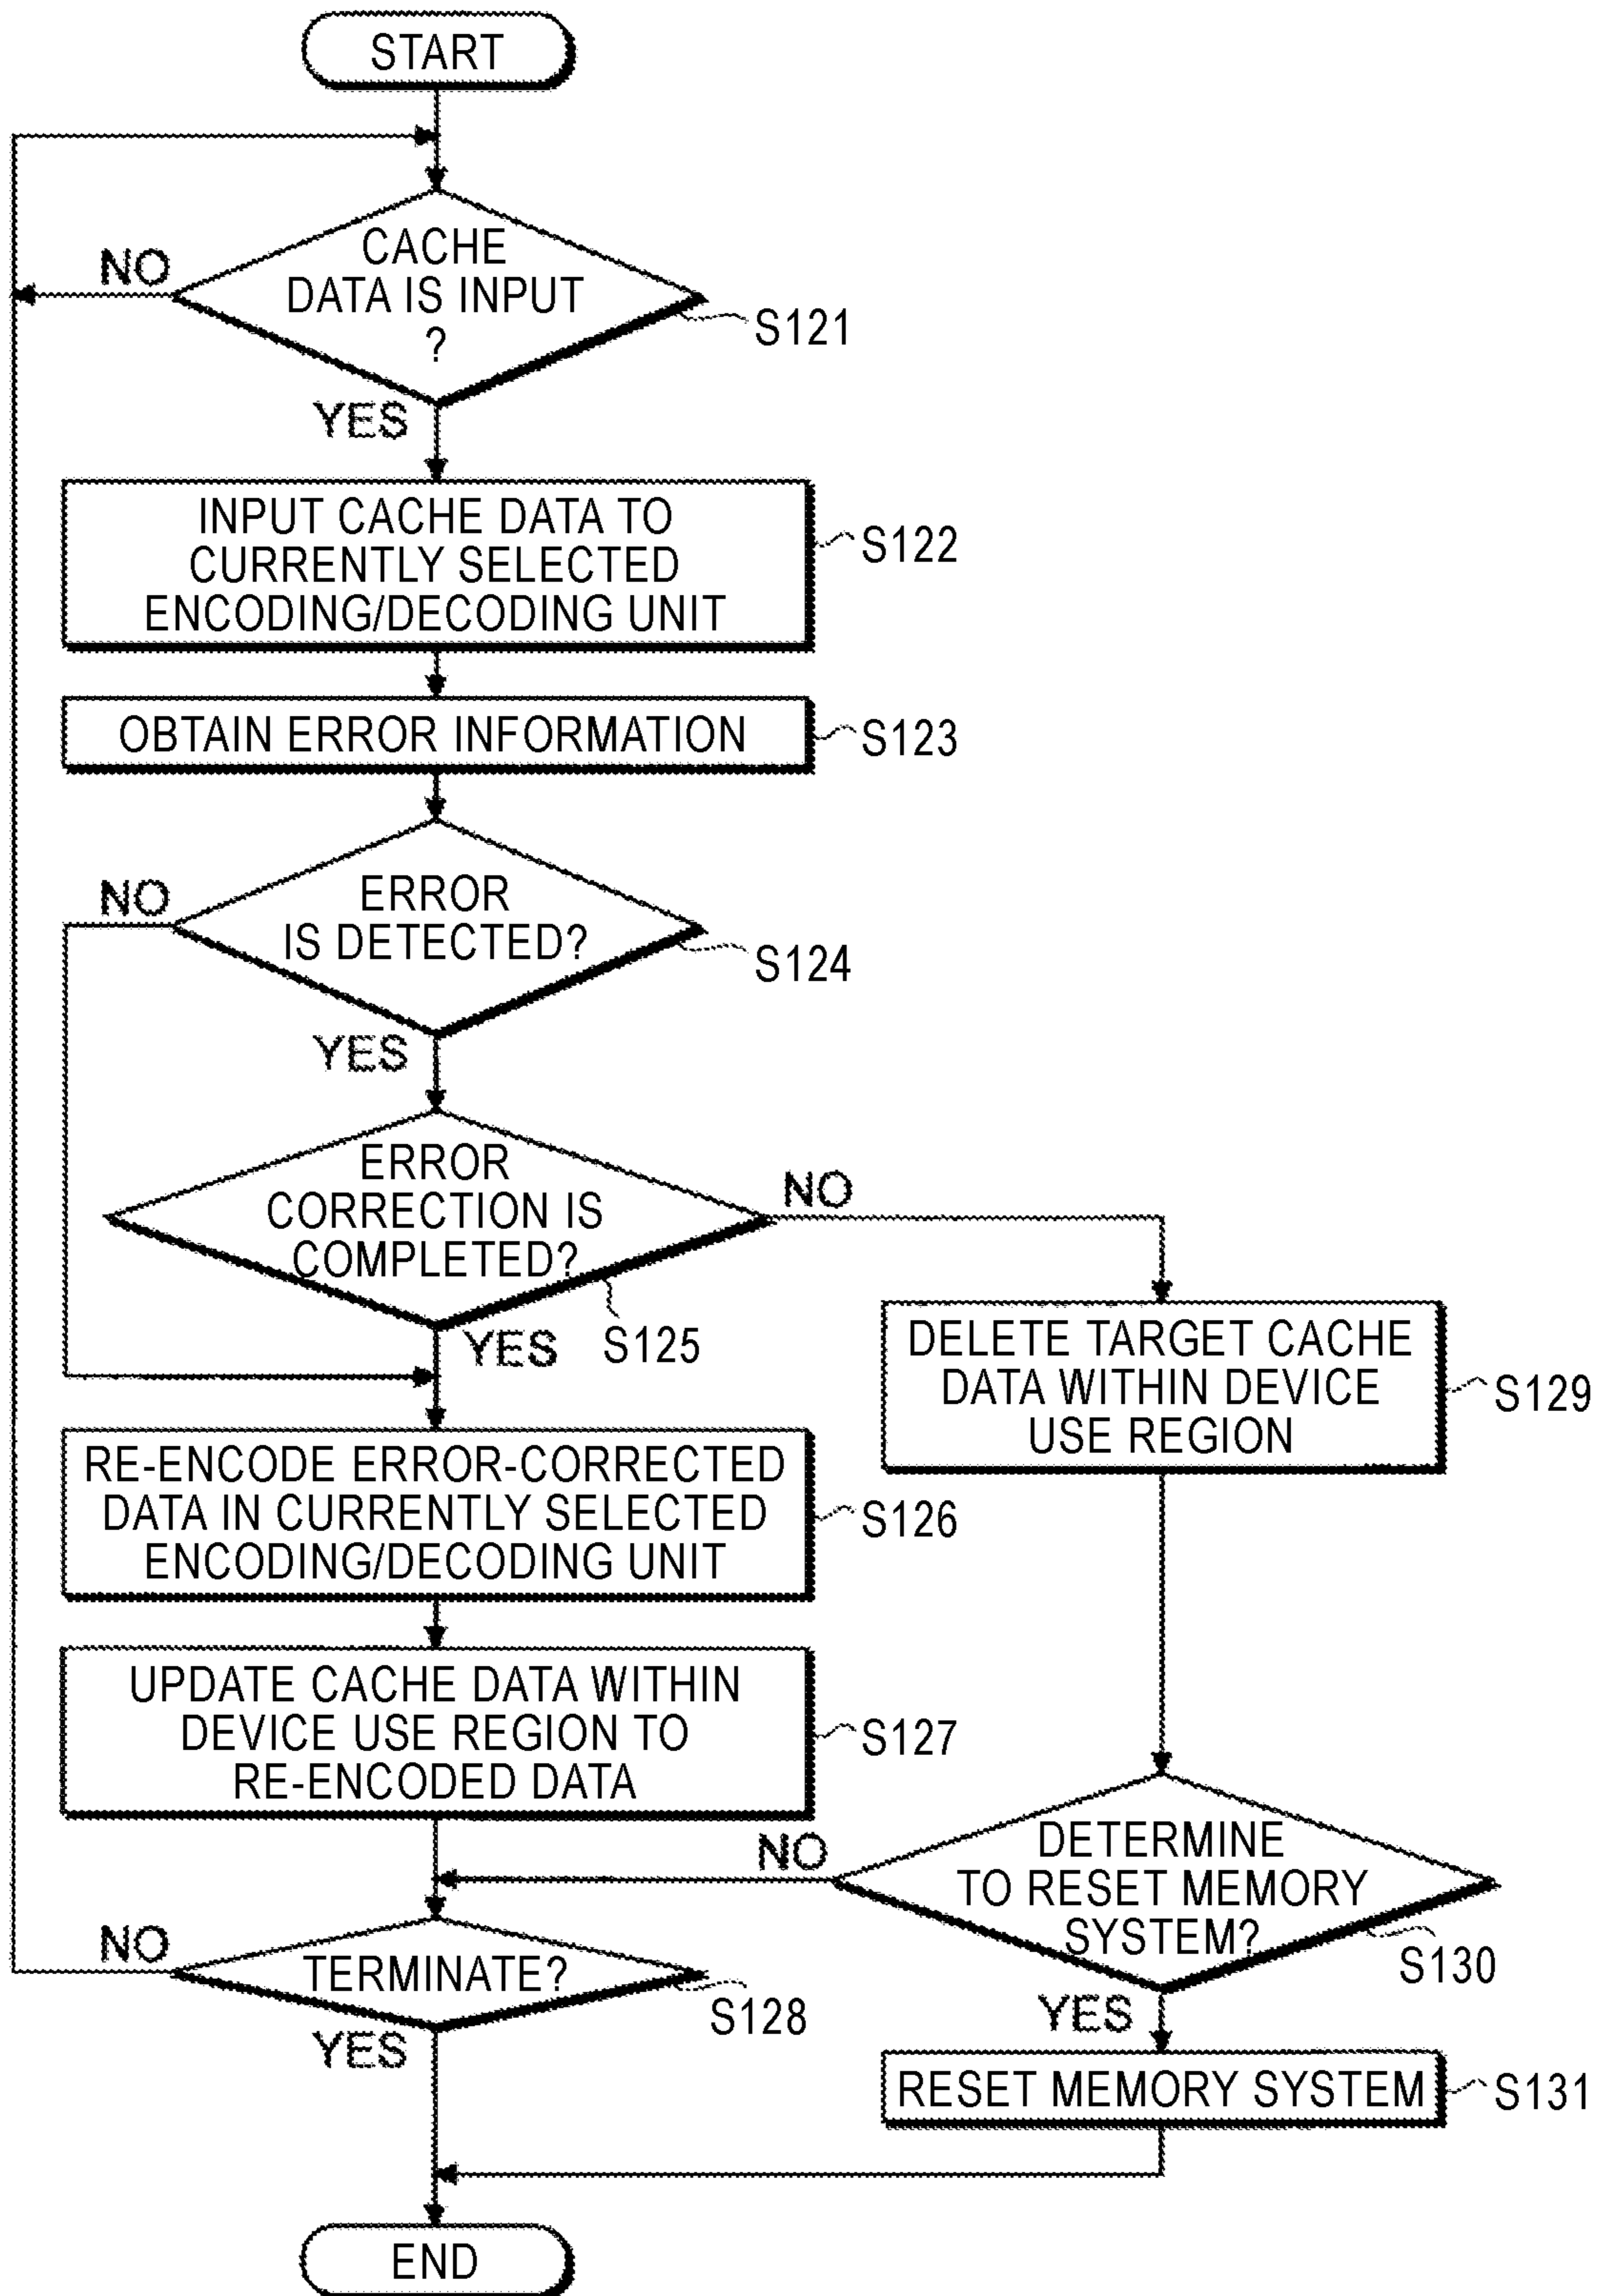 START
CACHE
DATA IS INPUT
?
NO
S121
YES
INPUT CACHE DATA TO
CURRENTLY SELECTED
ENCODING/DECODING UNIT
S122
OBTAIN ERROR INFORMATION
S123
ERROR
IS DETECTED?
NO
S124
YES
ERROR
CORRECTION IS
COMPLETED?
NO
S125
YES
DELETE TARGET CACHE
DATA WITHIN DEVICE
USE REGION
S129
RE-ENCODE ERROR-CORRECTED
DATA IN CURRENTLY SELECTED
ENCODING/DECODING UNIT
S126
UPDATE CACHE DATA WITHIN
DEVICE USE REGION TO
RE-ENCODED DATA
S127
DETERMINE
TO RESET MEMORY
SYSTEM?
NO
S130
YES
TERMINATE?
NO
S128
YES
RESET MEMORY SYSTEM
S131
END